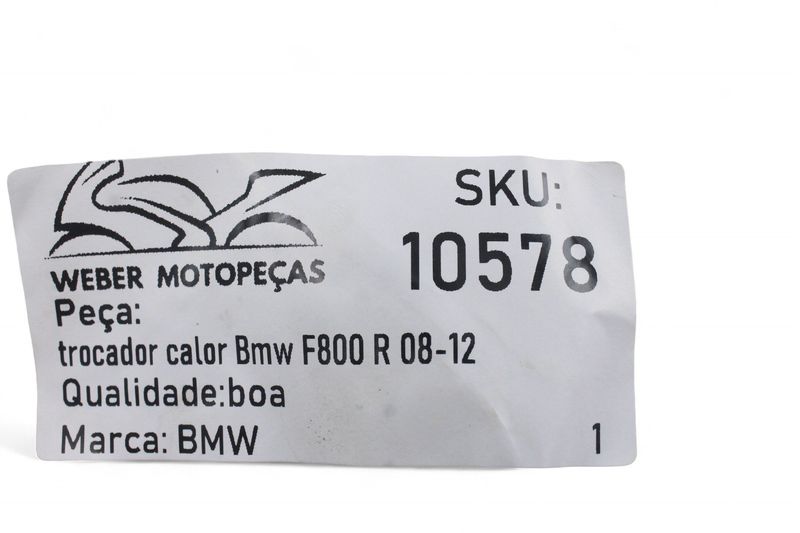 WEBER MOTOPEÇAS
SKU:
10578
Peça:
trocador calor Bmw F800 R 08-12
Qualidade:boa
Marca: BMW
1